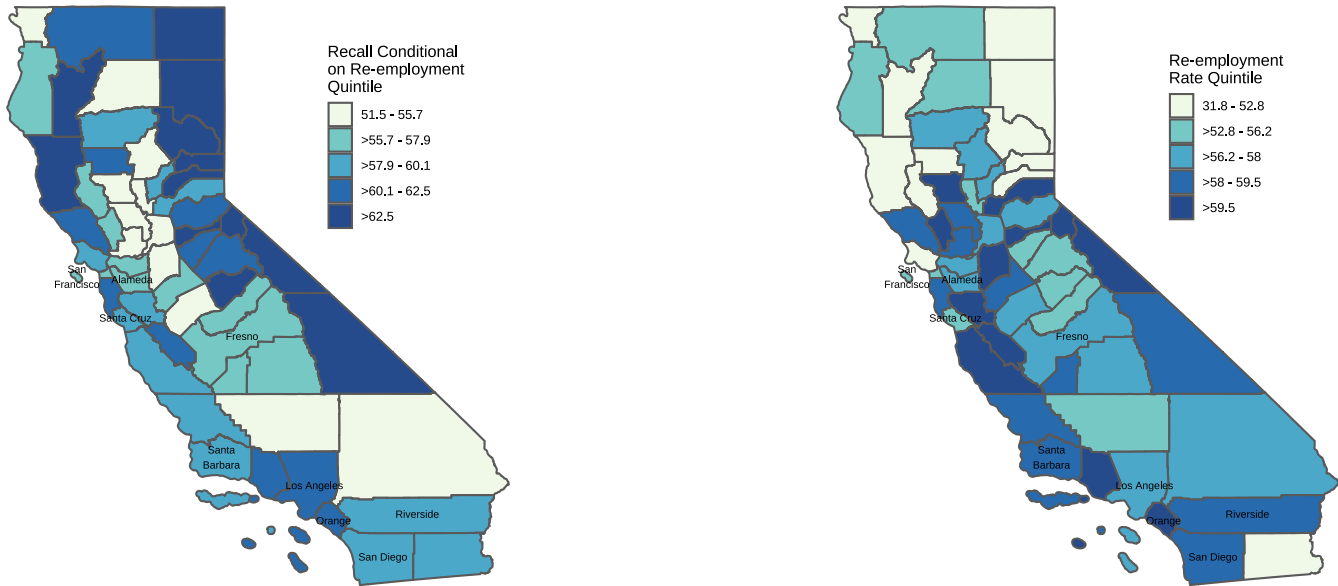 Recall Conditional
on Re-employment
Quintile
51.5 - 55.7
>55.7 - 57.9
>57.9 - 60.1
>60.1 - 62.5
>62.5
San
Francisco
Alameda
Santa Cruz
Fresno
Santa
Barbara
Los Angeles
Orange
Riverside
San Diego
Re-employment
Rate Quintile
31.8 - 52.8
>52.8 - 56.2
>56.2 - 58
>58 - 59.5
>59.5
San
Francisco
Alameda
Santa Cruz
Fresno
Santa
Barbara
Los Angeles
Orange
Riverside
San Diego